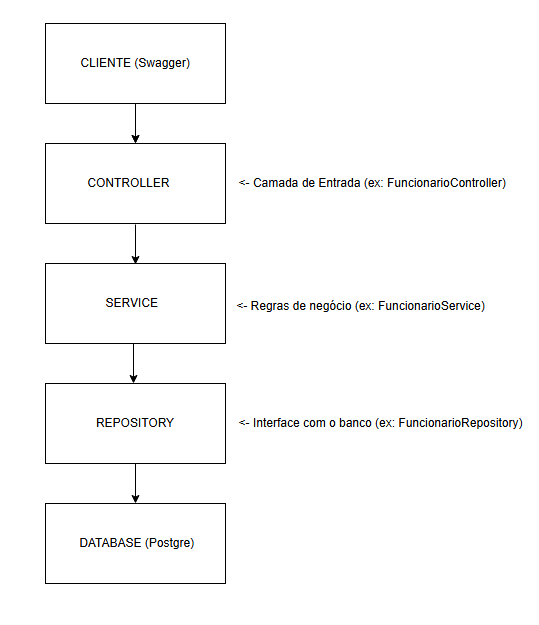 CLIENTE (Swagger)
CONTROLLER
<- Camada de Entrada (ex: FuncionarioController)
SERVICE
<- Regras de negócio (ex: FuncionarioService)
REPOSITORY
<- Interface com o banco (ex: FuncionarioRepository)
DATABASE (Postgre)